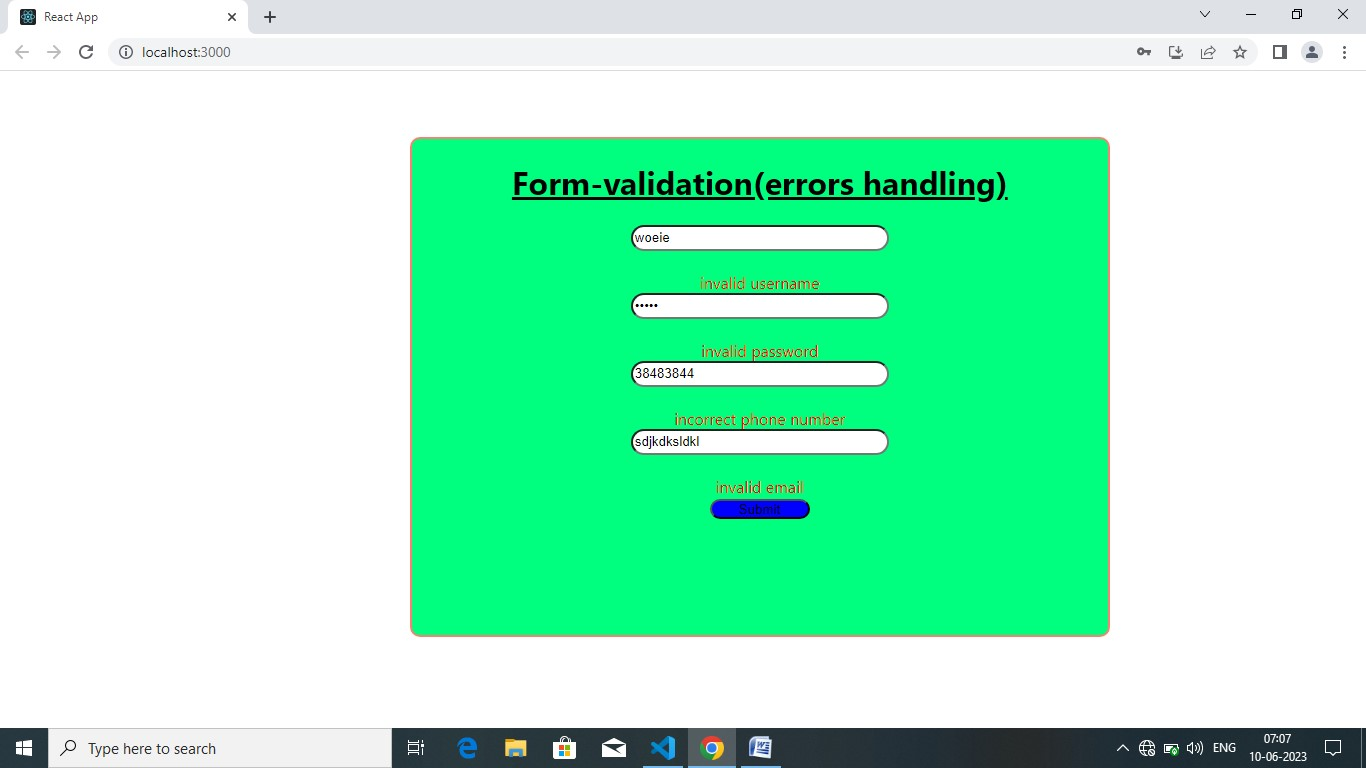 React App
localhost:3000
Form-validation(errors handling)
woeie
invalid username
•••••
invalid password
38483844
incorrect phone number
sdjkdksldkl
invalid email
Submit
Type here to search
ENG
07:07
10-06-2023